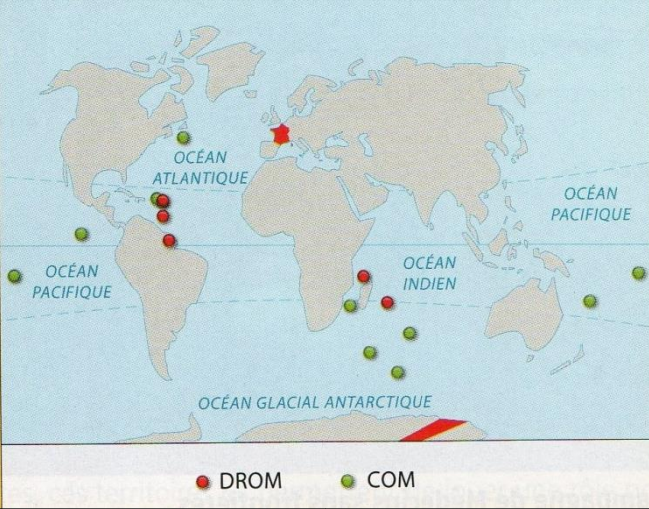 OCÉAN
ATLANTIQUE
OCÉAN
PACIFIQUE
OCÉAN
PACIFIQUE
OCÉAN
INDIEN
OCÉAN GLACIAL ANTARCTIQUE
DROM
COM